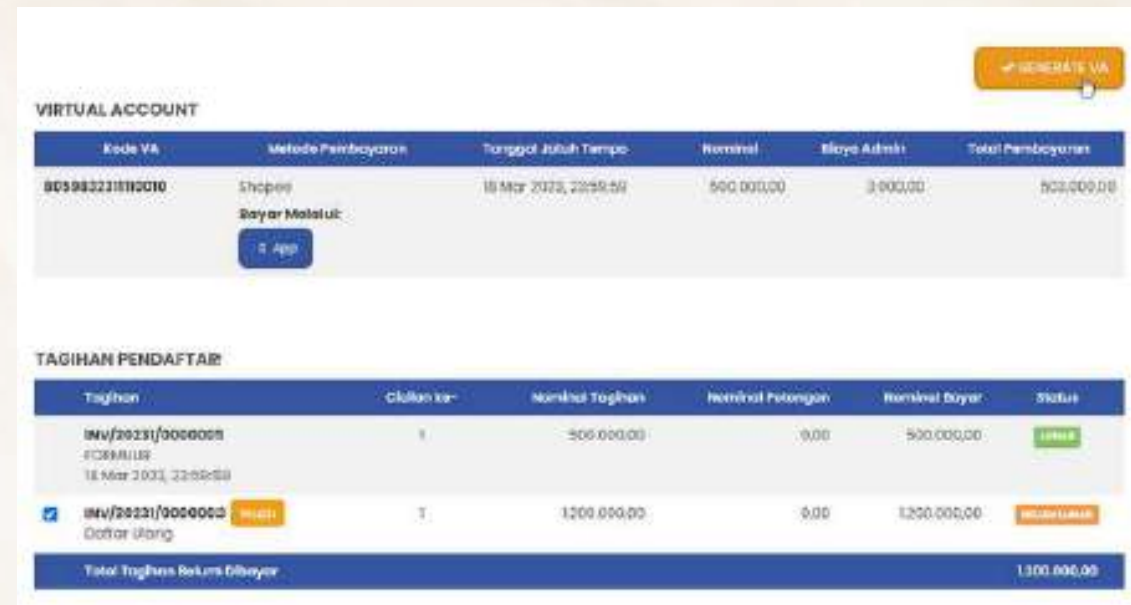 GENERATE VA
VIRTUAL ACCOUNT
Kode VA Metode Pembayaran Tanggal Jatuh Tempo Nominal Biaya Admin Total Pembayaran
Shopee 18 Mar 2023, 23:59:59 500.000,00 3.000,00 503.000,00
Bayar Melalui:
App
TAGIHAN PENDAFTAR
Tagihan Cicilan ke- Nominal Tagihan Nominal Potongan Nominal Bayar Status
1 500.000,00 0,00 500.000,00 LUNAS
FORMULIR
18 Mar 2023, 23:59:59
1 1.200.000,00 0,00 1.200.000,00 BELUM LUNAS
Daftar Ulang
Total Tagihan Belum Dibayar